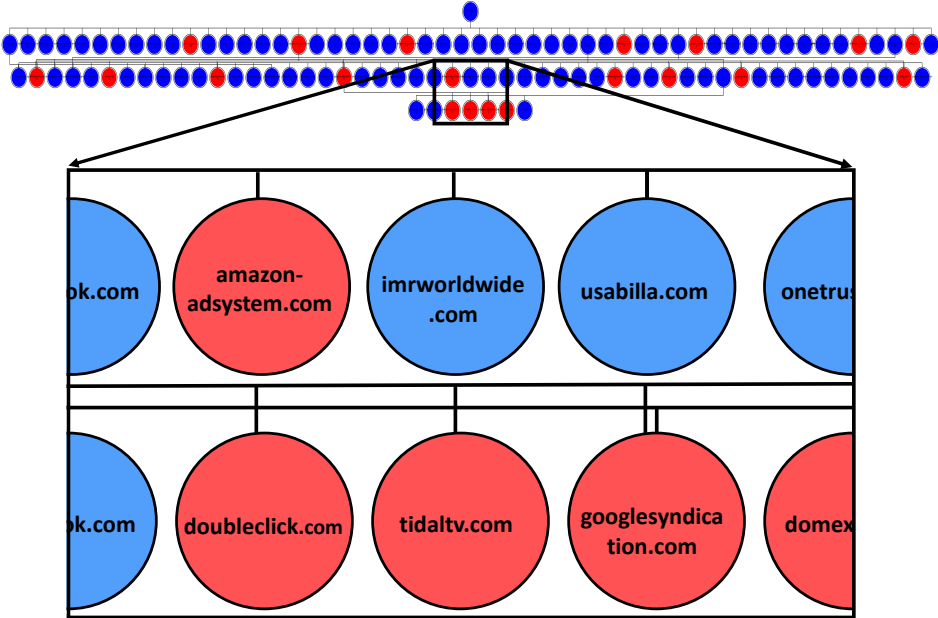 ok.com
amazon-
adsystem.com
imrworldwide
.com
usabilla.com
onetrus
ok.com
doubleclick.com
tidaltv.com
googlesyndica
tion.com
domex